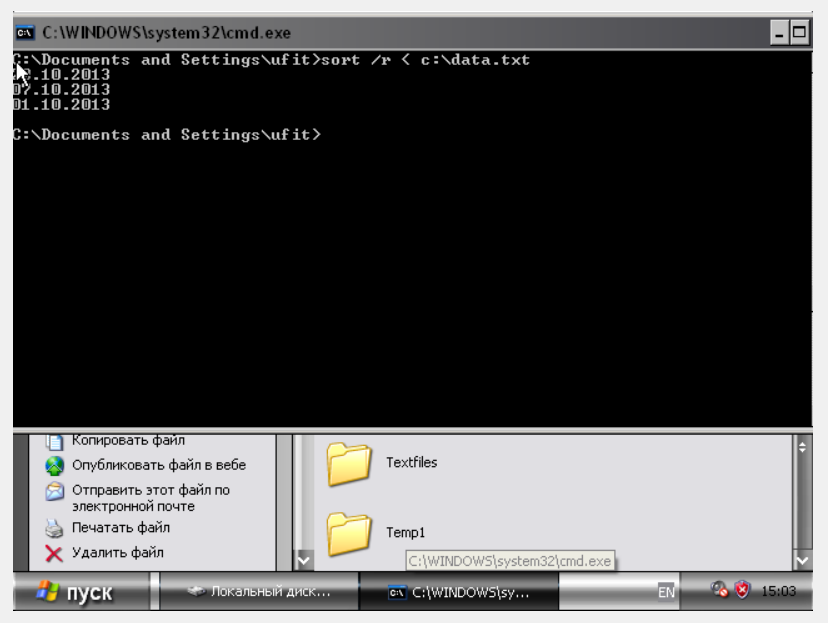 C:\WINDOWS\system32\cmd.exe
C:\Documents and Settings\ufit>sort /r < c:\data.txt
.10.2013
07.10.2013
01.10.2013
C:\Documents and Settings\ufit>
Копировать файл
Опубликовать файл в вебе
Отправить этот файл по
электронной почте
Печатать файл
Удалить файл
Textfiles
Temp1
C:\WINDOWS\system32\cmd.exe
пуск
Локальный диск...
C:\WINDOWS\sy...
EN
15:03